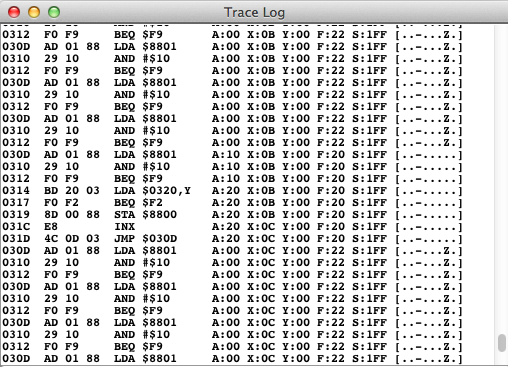 Trace Log
0312 F0 F9 BEQ $F9 A:00 X:0B Y:00 F:22 S:1FF [..-...Z.]
030D AD 01 88 LDA $8801 A:00 X:0B Y:00 F:22 S:1FF [..-...Z.]
0310 29 10 AND #$10 A:00 X:0B Y:00 F:22 S:1FF [..-...Z.]
0312 F0 F9 BEQ $F9 A:00 X:0B Y:00 F:22 S:1FF [..-...Z.]
030D AD 01 88 LDA $8801 A:00 X:0B Y:00 F:22 S:1FF [..-...Z.]
0310 29 10 AND #$10 A:00 X:0B Y:00 F:22 S:1FF [..-...Z.]
0312 F0 F9 BEQ $F9 A:00 X:0B Y:00 F:22 S:1FF [..-...Z.]
030D AD 01 88 LDA $8801 A:00 X:0B Y:00 F:22 S:1FF [..-...Z.]
0310 29 10 AND #$10 A:00 X:0B Y:00 F:22 S:1FF [..-...Z.]
0312 F0 F9 BEQ $F9 A:00 X:0B Y:00 F:22 S:1FF [..-...Z.]
030D AD 01 88 LDA $8801 A:10 X:0B Y:00 F:20 S:1FF [..-.....]
0310 29 10 AND #$10 A:10 X:0B Y:00 F:20 S:1FF [..-.....]
0312 F0 F9 BEQ $F9 A:10 X:0B Y:00 F:20 S:1FF [..-.....]
0314 BD 20 03 LDA $0320,Y A:20 X:0B Y:00 F:20 S:1FF [..-.....]
0317 F0 F2 BEQ $F2 A:20 X:0B Y:00 F:20 S:1FF [..-.....]
0319 8D 00 88 STA $8800 A:20 X:0B Y:00 F:20 S:1FF [..-.....]
031C E8 INX A:20 X:0C Y:00 F:20 S:1FF [..-.....]
031D 4C 0D 03 JMP $030D A:20 X:0C Y:00 F:20 S:1FF [..-.....]
030D AD 01 88 LDA $8801 A:00 X:0C Y:00 F:22 S:1FF [..-...Z.]
0310 29 10 AND #$10 A:00 X:0C Y:00 F:22 S:1FF [..-...Z.]
0312 F0 F9 BEQ $F9 A:00 X:0C Y:00 F:22 S:1FF [..-...Z.]
030D AD 01 88 LDA $8801 A:00 X:0C Y:00 F:22 S:1FF [..-...Z.]
0310 29 10 AND #$10 A:00 X:0C Y:00 F:22 S:1FF [..-...Z.]
0312 F0 F9 BEQ $F9 A:00 X:0C Y:00 F:22 S:1FF [..-...Z.]
030D AD 01 88 LDA $8801 A:00 X:0C Y:00 F:22 S:1FF [..-...Z.]
0310 29 10 AND #$10 A:00 X:0C Y:00 F:22 S:1FF [..-...Z.]
0312 F0 F9 BEQ $F9 A:00 X:0C Y:00 F:22 S:1FF [..-...Z.]
030D AD 01 88 LDA $8801 A:00 X:0C Y:00 F:22 S:1FF [..-...Z.]